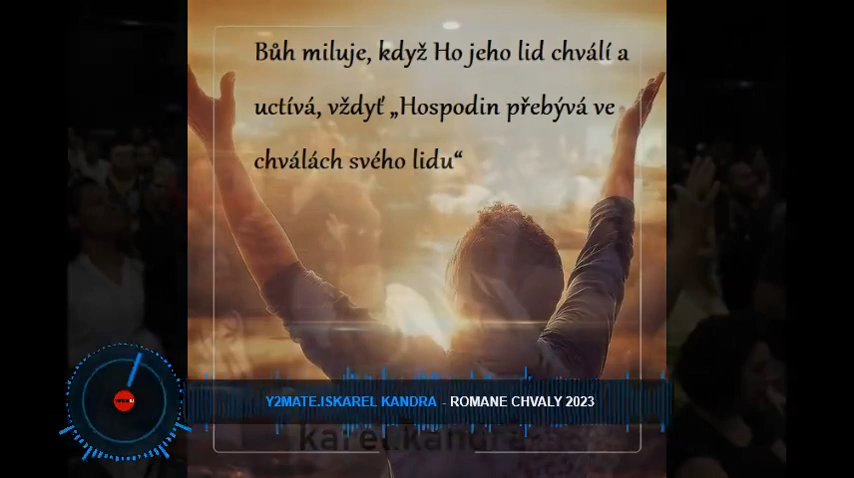 Bůh miluje, když Ho jeho lid chválí a
uctívá, vždyť „Hospodin přebývá ve
chválách svého lidu“
Y2MATE.ISKAREL KANDRA - ROMANE CHVALY 2023
karel.kandra